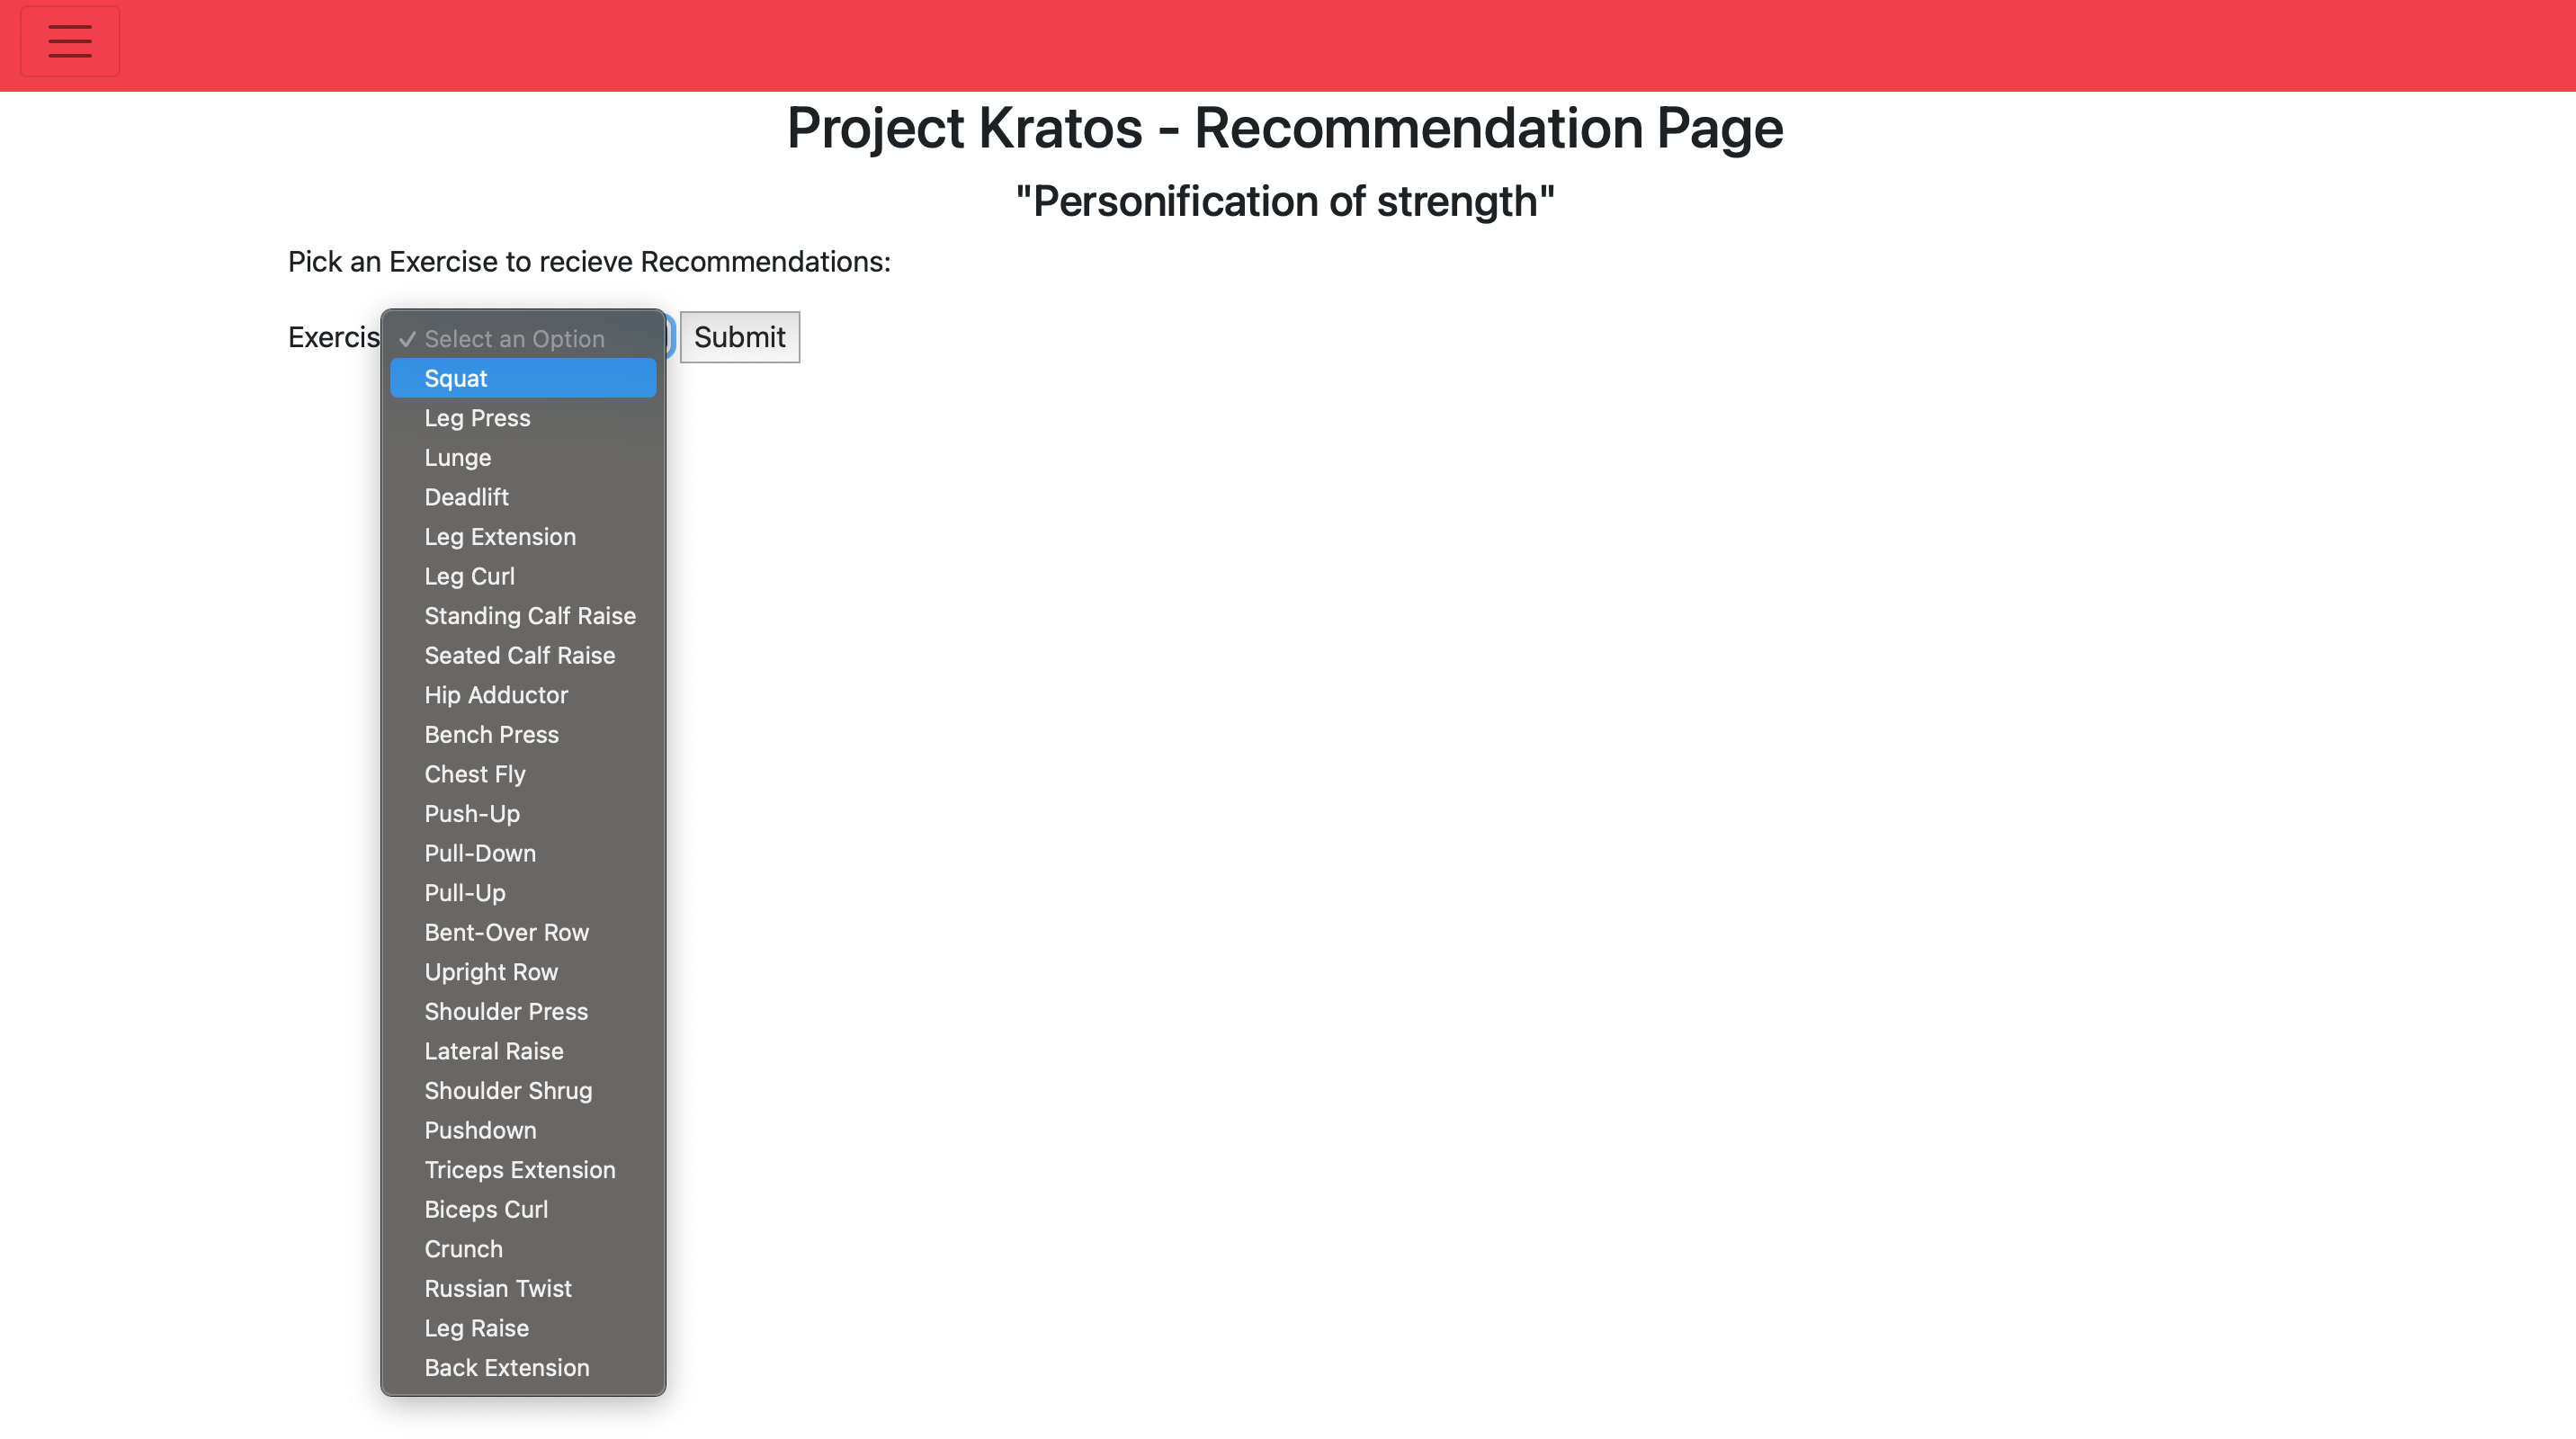 Project Kratos - Recommendation Page
"Personification of strength"
Pick an Exercise to recieve Recommendations:
Exercis ✓ Select an Option Submit
Squat
Leg Press
Lunge
Deadlift
Leg Extension
Leg Curl
Standing Calf Raise
Seated Calf Raise
Hip Adductor
Bench Press
Chest Fly
Push-Up
Pull-Down
Pull-Up
Bent-Over Row
Upright Row
Shoulder Press
Lateral Raise
Shoulder Shrug
Pushdown
Triceps Extension
Biceps Curl
Crunch
Russian Twist
Leg Raise
Back Extension